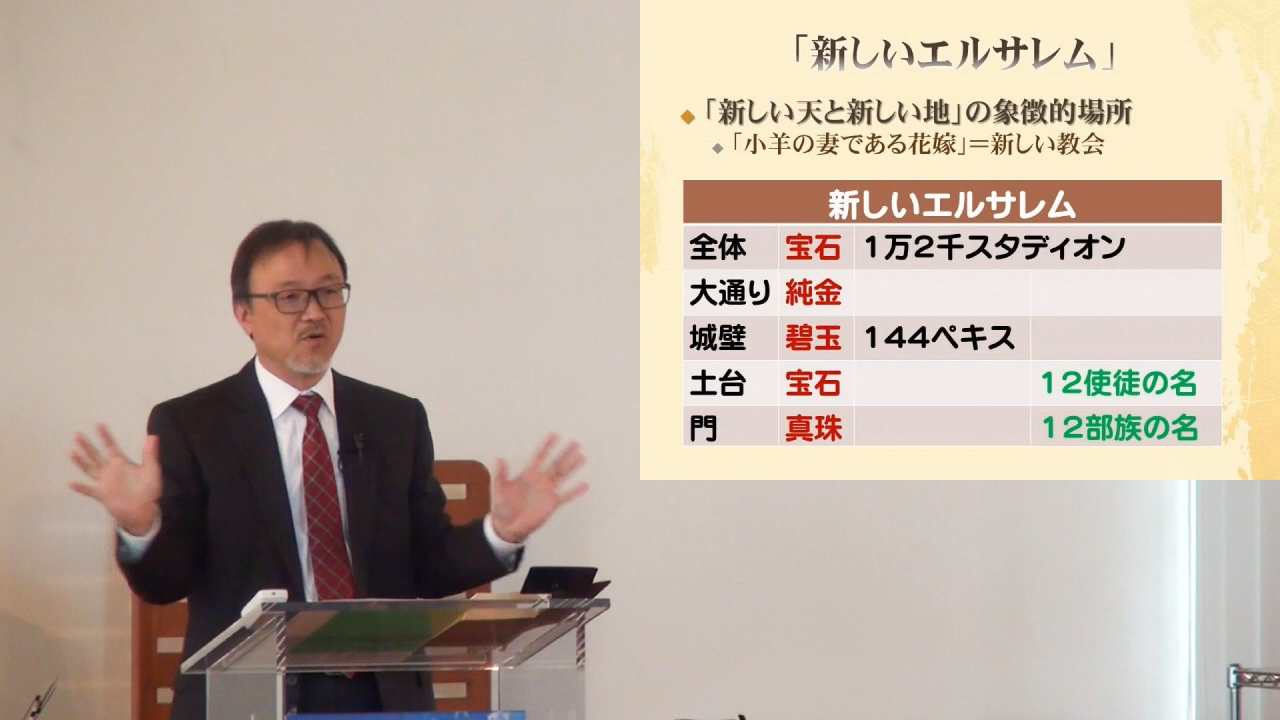 「新しいエルサレム」
「新しい天と新しい地」の象徴的場所
「小羊の妻である花嫁」＝新しい教会
新しいエルサレム
全体 宝石 1万2千スタディオン
大通り 純金
城壁 碧玉 144ペキス
土台 宝石 12使徒の名
門 真珠 12部族の名